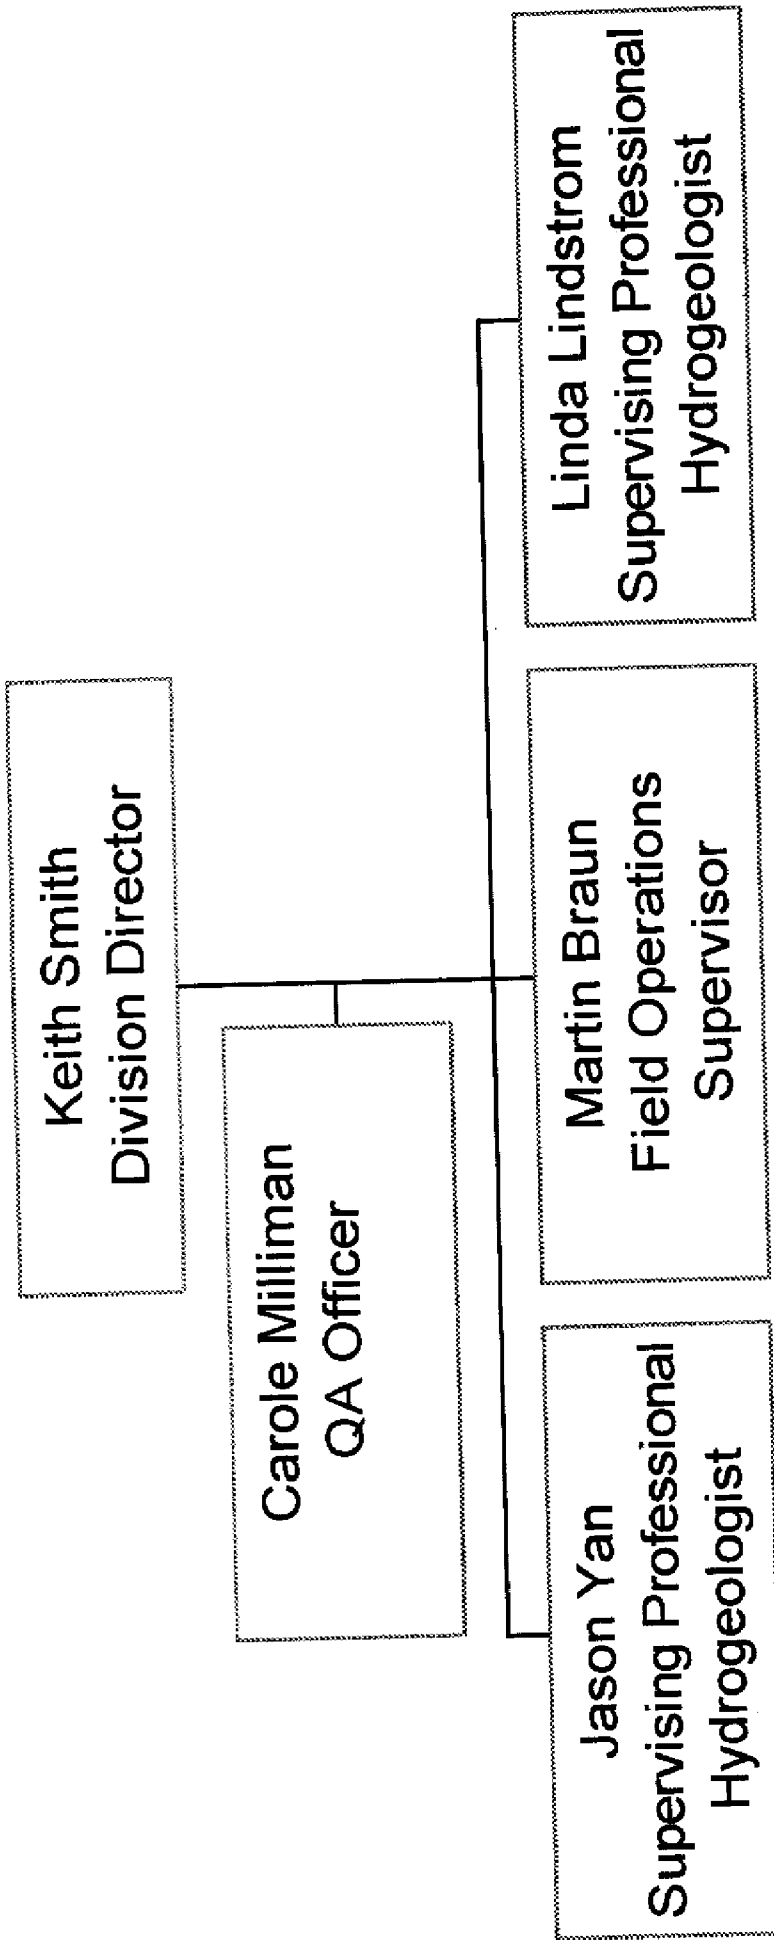 Keith Smith
Division Director
Carole Milliman
QA Officer
Jason Yan
Supervising Professional
Hydrogeologist
Martin Braun
Field Operations
Supervisor
Linda Lindstrom
Supervising Professional
Hydrogeologist